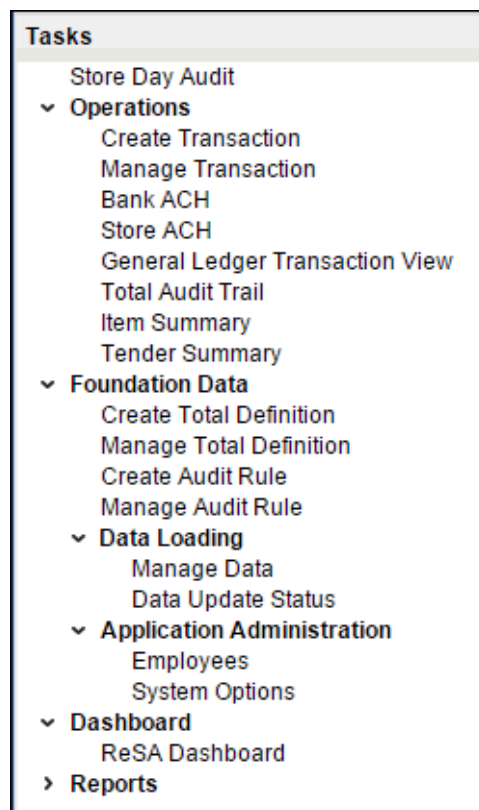 Tasks
Store Day Audit
Operations
Create Transaction
Manage Transaction
Bank ACH
Store ACH
General Ledger Transaction View
Total Audit Trail
Item Summary
Tender Summary
Foundation Data
Create Total Definition
Manage Total Definition
Create Audit Rule
Manage Audit Rule
Data Loading
Manage Data
Data Update Status
Application Administration
Employees
System Options
Dashboard
ReSA Dashboard
Reports